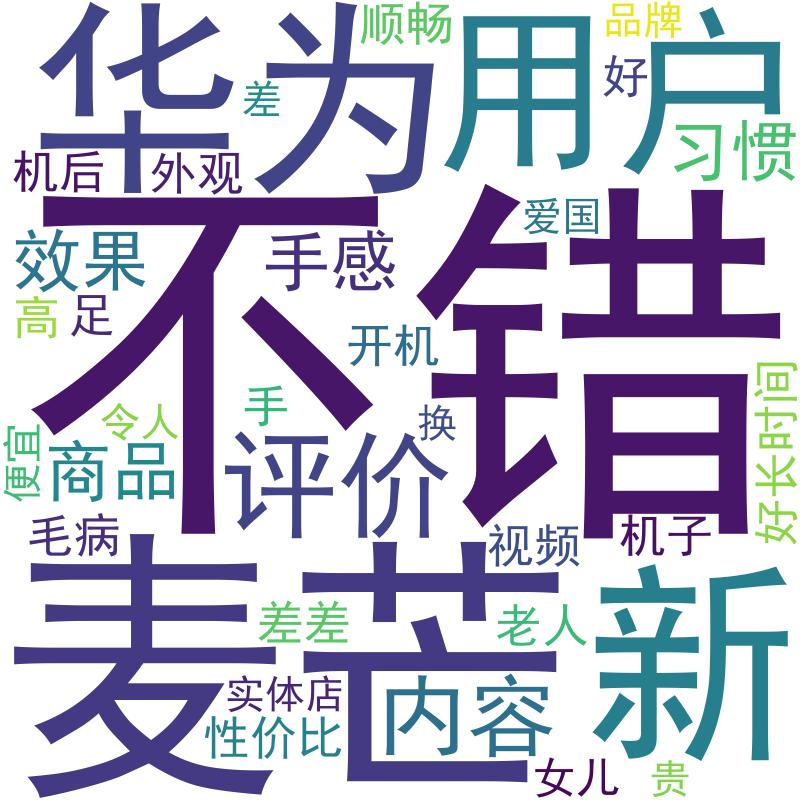 华为
用户
顺畅
品牌
差
好
习惯
机后
外观
不错
爱国
效果
手感
高
足
开机
好长时间
手
换
令人
便宜
商品
评价
毛病
视频
机子
麦芒
新
差差
老人
实体店
内容
性价比
女儿
贵